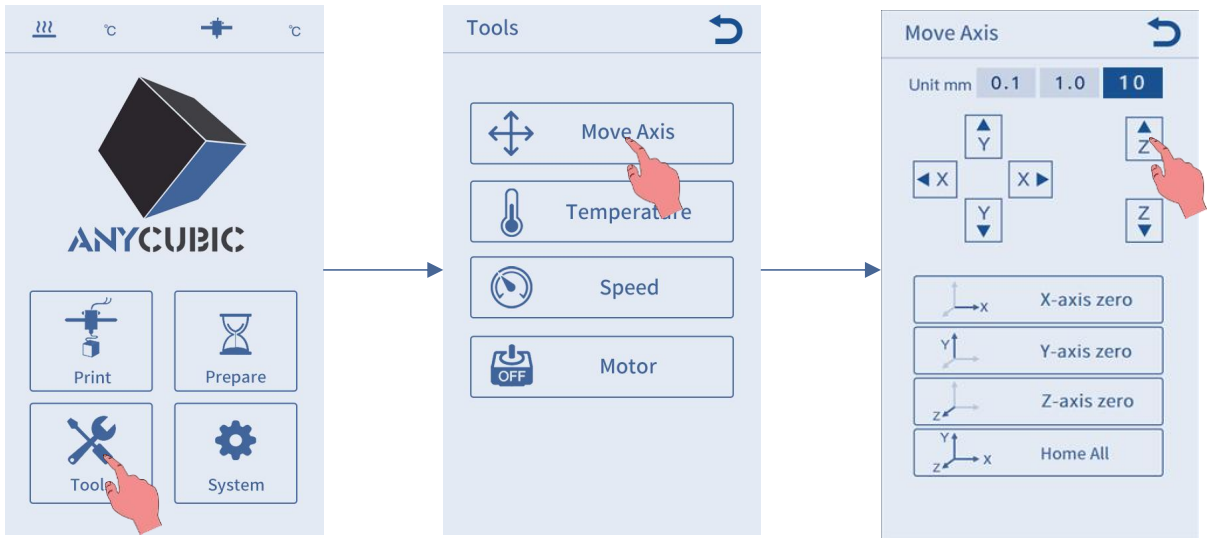 ℃
℃
ANYCUBIC
Print
Prepare
Tools
System
Tools
Move Axis
Temperature
Speed
OFF
Motor
Move Axis
Unit mm 0.1 1.0 10
Y
Z
X
X
Y
Z
X
X-axis zero
Y
Y-axis zero
Z
Z-axis zero
Y
Z
X
Home All